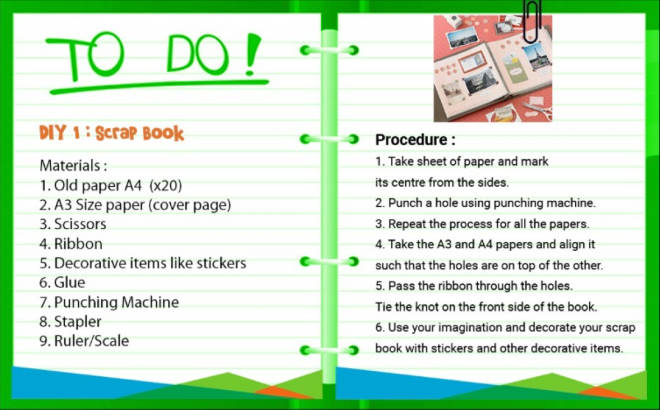 TO DO!
DIY 1 : Scrap Book
Materials :
1. Old paper A4 (x20)
2. A3 Size paper (cover page)
3. Scissors
4. Ribbon
5. Decorative items like stickers
6. Glue
7. Punching Machine
8. Stapler
9. Ruler/Scale
Procedure :
1. Take sheet of paper and mark
its centre from the sides.
2. Punch a hole using punching machine.
3. Repeat the process for all the papers.
4. Take the A3 and A4 papers and align it
such that the holes are on top of the other.
5. Pass the ribbon through the holes.
Tie the knot on the front side of the book.
6. Use your imagination and decorate your scrap
book with stickers and other decorative items.